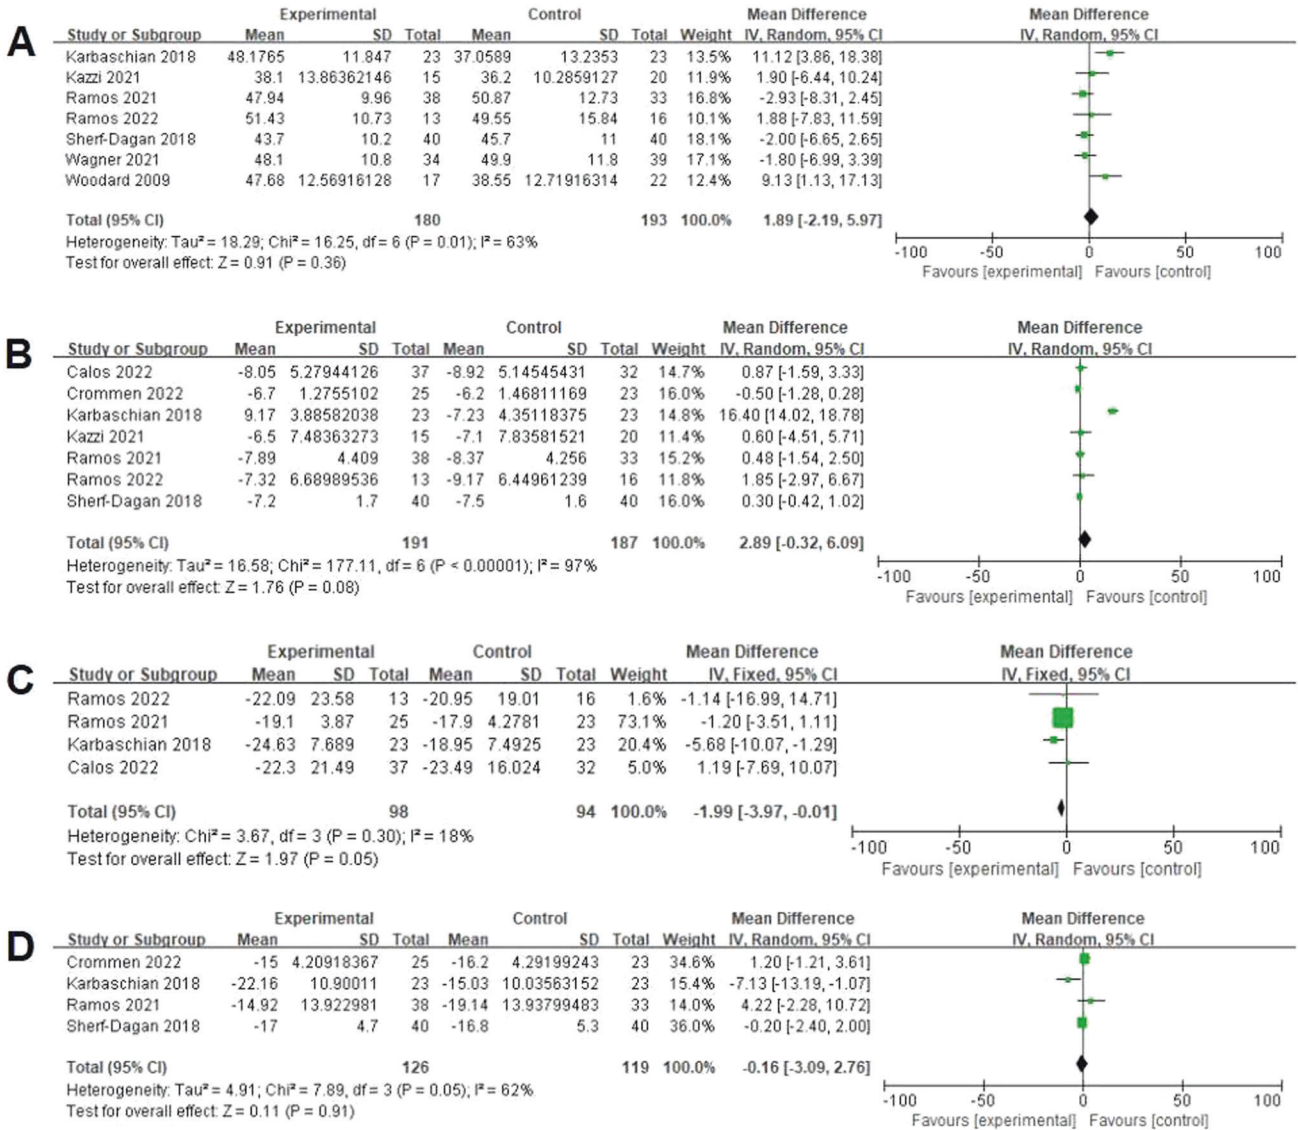 A
Experimental Control Mean Difference Mean Difference
Study or Subgroup Mean SD Total Mean SD Total Weight IV, Random, 95% CI IV, Random, 95% CI
Karbaschian 2018 48.1765 11.847 23 37.0589 13.2353 23 13.5% 11.12 [3.86, 18.38]
Kazzi 2021 38.1 13.86362146 15 36.2 10.2859127 20 11.9% 1.90 [-6.44, 10.24]
Ramos 2021 47.94 9.96 38 50.87 12.73 33 16.8% -2.93 [-8.31, 2.45]
Ramos 2022 51.43 10.73 13 49.55 15.84 16 10.1% 1.88 [-7.83, 11.59]
Sherf-Dagan 2018 43.7 10.2 40 45.7 11 40 18.1% -2.00 [-6.65, 2.65]
Wagner 2021 48.1 10.8 34 49.9 11.8 39 17.1% -1.80 [-6.99, 3.39]
Woodard 2009 47.68 12.56916128 17 38.55 12.71916314 22 12.4% 9.13 [1.13, 17.13]
Total (95% CI) 180 193 100.0% 1.89 [-2.19, 5.97]
Heterogeneity: Tau² = 18.29; Chi² = 16.25, df = 6 (P = 0.01); I² = 63%
Test for overall effect: Z = 0.91 (P = 0.36)
-100 -50 0 50 100
Favours [experimental] Favours [control]
B
Experimental Control Mean Difference Mean Difference
Study or Subgroup Mean SD Total Mean SD Total Weight IV, Random, 95% CI IV, Random, 95% CI
Calos 2022 -8.05 5.27944126 37 -8.92 5.14545431 32 14.7% 0.87 [-1.59, 3.33]
Crommen 2022 -6.7 1.2755102 25 -6.2 1.46811169 23 16.0% -0.50 [-1.28, 0.28]
Karbaschian 2018 9.17 3.88582038 23 -7.23 4.35118375 23 14.8% 16.40 [14.02, 18.78]
Kazzi 2021 -6.5 7.48363273 15 -7.1 7.83581521 20 11.4% 0.60 [-4.51, 5.71]
Ramos 2021 -7.89 4.409 38 -8.37 4.256 33 15.2% 0.48 [-1.54, 2.50]
Ramos 2022 -7.32 6.68989536 13 -9.17 6.44961239 16 11.8% 1.85 [-2.97, 6.67]
Sherf-Dagan 2018 -7.2 1.7 40 -7.5 1.6 40 16.0% 0.30 [-0.42, 1.02]
Total (95% CI) 191 187 100.0% 2.89 [-0.32, 6.09]
Heterogeneity: Tau² = 16.58; Chi² = 177.11, df = 6 (P < 0.00001); I² = 97%
Test for overall effect: Z = 1.76 (P = 0.08)
-100 -50 0 50 100
Favours [experimental] Favours [control]
C
Experimental Control Mean Difference Mean Difference
Study or Subgroup Mean SD Total Mean SD Total Weight IV, Fixed, 95% CI IV, Fixed, 95% CI
Ramos 2022 -22.09 23.58 13 -20.95 19.01 16 1.6% -1.14 [-16.99, 14.71]
Ramos 2021 -19.1 3.87 25 -17.9 4.2781 23 73.1% -1.20 [-3.51, 1.11]
Karbaschian 2018 -24.63 7.689 23 -18.95 7.4925 23 20.4% -5.68 [-10.07, -1.29]
Calos 2022 -22.3 21.49 37 -23.49 16.024 32 5.0% 1.19 [-7.69, 10.07]
Total (95% CI) 98 94 100.0% -1.99 [-3.97, -0.01]
Heterogeneity: Chi² = 3.67, df = 3 (P = 0.30); I² = 18%
Test for overall effect: Z = 1.97 (P = 0.05)
-100 -50 0 50 100
Favours [experimental] Favours [control]
D
Experimental Control Mean Difference Mean Difference
Study or Subgroup Mean SD Total Mean SD Total Weight IV, Random, 95% CI IV, Random, 95% CI
Crommen 2022 -15 4.20918367 25 -16.2 4.29199243 23 34.6% 1.20 [-1.21, 3.61]
Karbaschian 2018 -22.16 10.90011 23 -15.03 10.03563152 23 15.4% -7.13 [-13.19, -1.07]
Ramos 2021 -14.92 13.922981 38 -19.14 13.93799483 33 14.0% 4.22 [-2.28, 10.72]
Sherf-Dagan 2018 -17 4.7 40 -16.8 5.3 40 36.0% -0.20 [-2.40, 2.00]
Total (95% CI) 126 119 100.0% -0.16 [-3.09, 2.76]
Heterogeneity: Tau² = 4.91; Chi² = 7.89, df = 3 (P = 0.05); I² = 62%
Test for overall effect: Z = 0.11 (P = 0.91)
-100 -50 0 50 100
Favours [experimental] Favours [control]